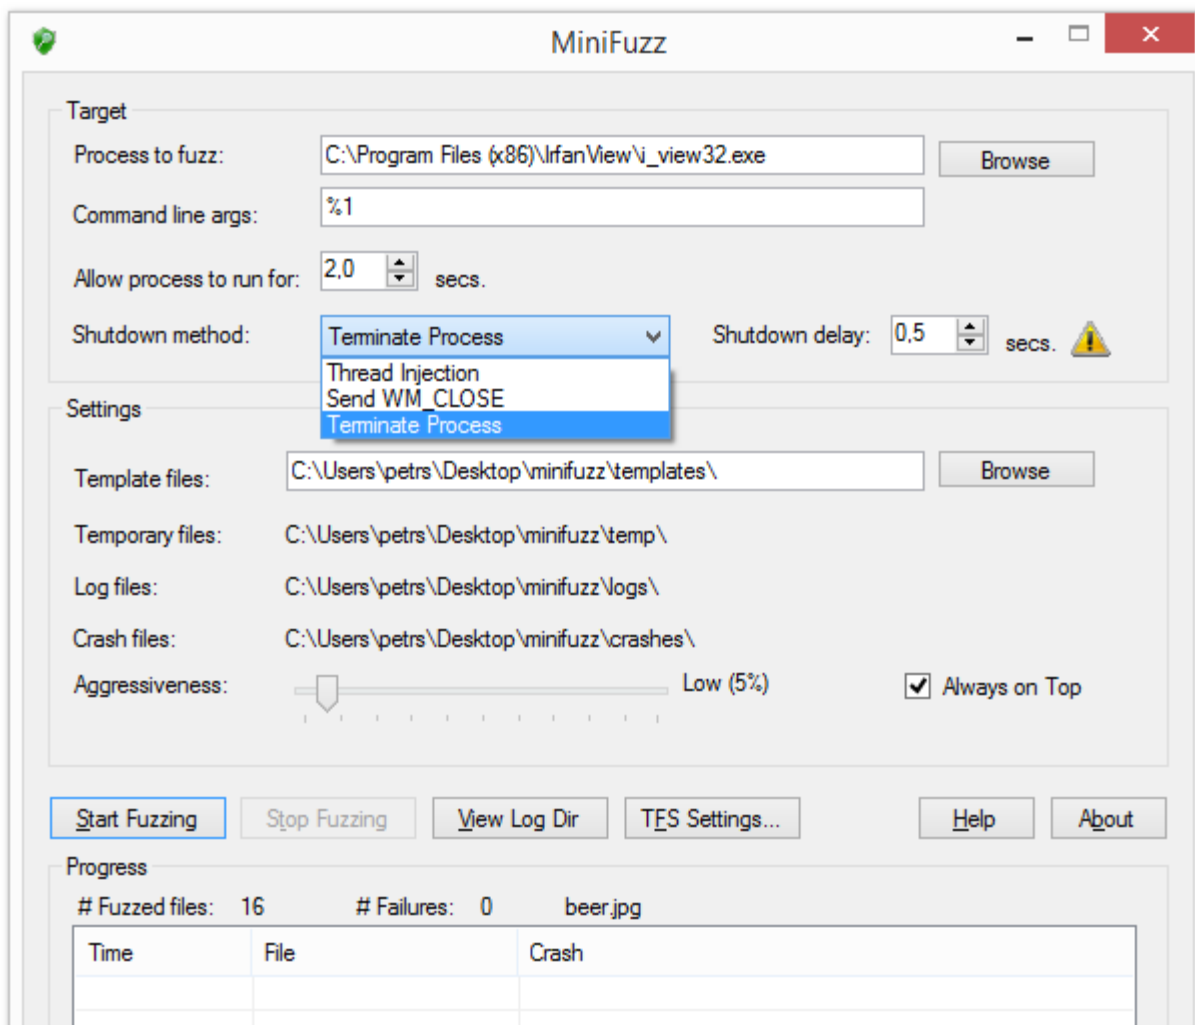 MiniFuzz
Target
Process to fuzz: C:\Program Files (x86)\IrfanView\i_view32.exe Browse
Command line args: %1
Allow process to run for: 2,0 secs.
Shutdown method: Terminate Process Shutdown delay: 0,5 secs.
Thread Injection
Send WM_CLOSE
Terminate Process
Settings
Template files: C:\Users\petrs\Desktop\minifuzz\templates\ Browse
Temporary files: C:\Users\petrs\Desktop\minifuzz\temp\
Log files: C:\Users\petrs\Desktop\minifuzz\logs\
Crash files: C:\Users\petrs\Desktop\minifuzz\crashes\
Aggressiveness: Low (5%) Always on Top
Start Fuzzing Stop Fuzzing View Log Dir TFS Settings... Help About
Progress
# Fuzzed files: 16 # Failures: 0 beer.jpg
Time File Crash